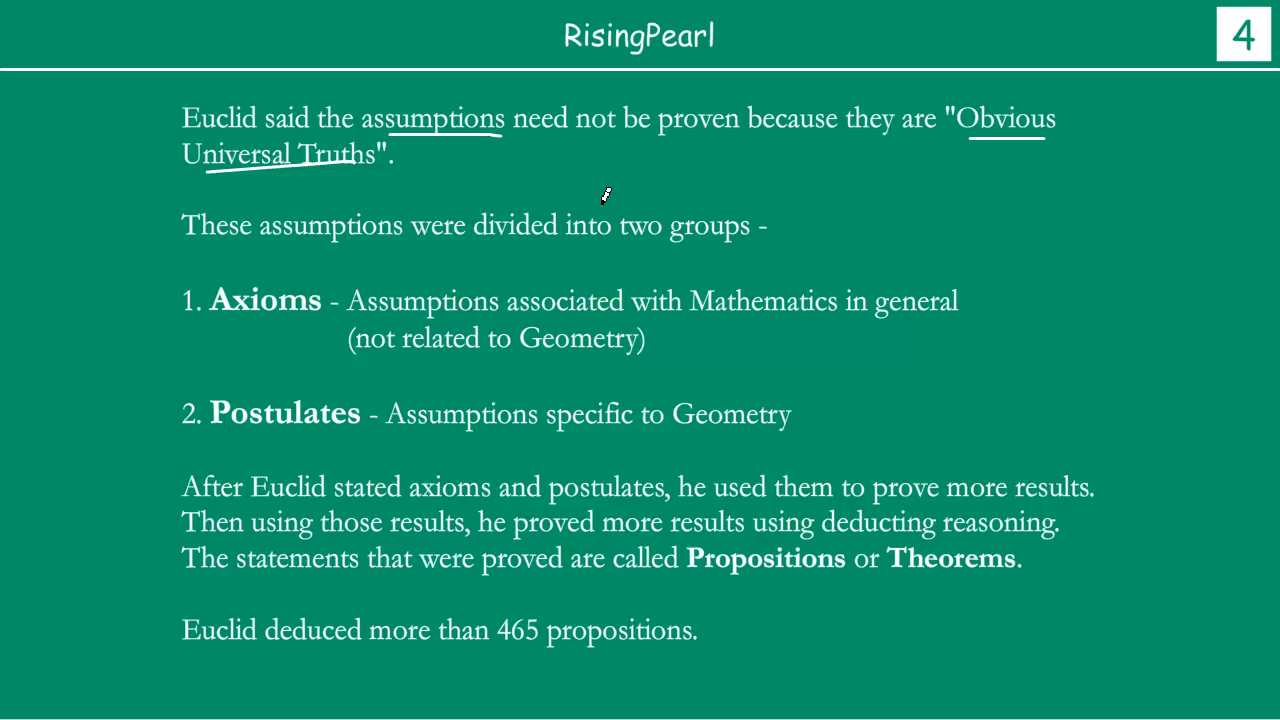 RisingPearl
4
Euclid said the assumptions need not be proven because they are "Obvious
Universal Truths".
These assumptions were divided into two groups -
1. Axioms - Assumptions associated with Mathematics in general
(not related to Geometry)
2. Postulates - Assumptions specific to Geometry
After Euclid stated axioms and postulates, he used them to prove more results.
Then using those results, he proved more results using deducting reasoning.
The statements that were proved are called Propositions or Theorems.
Euclid deduced more than 465 propositions.